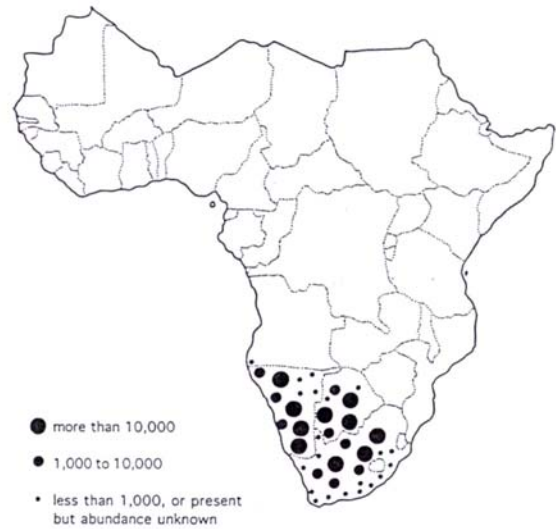 more than 10,000
1,000 to 10,000
less than 1,000, or present
but abundance unknown